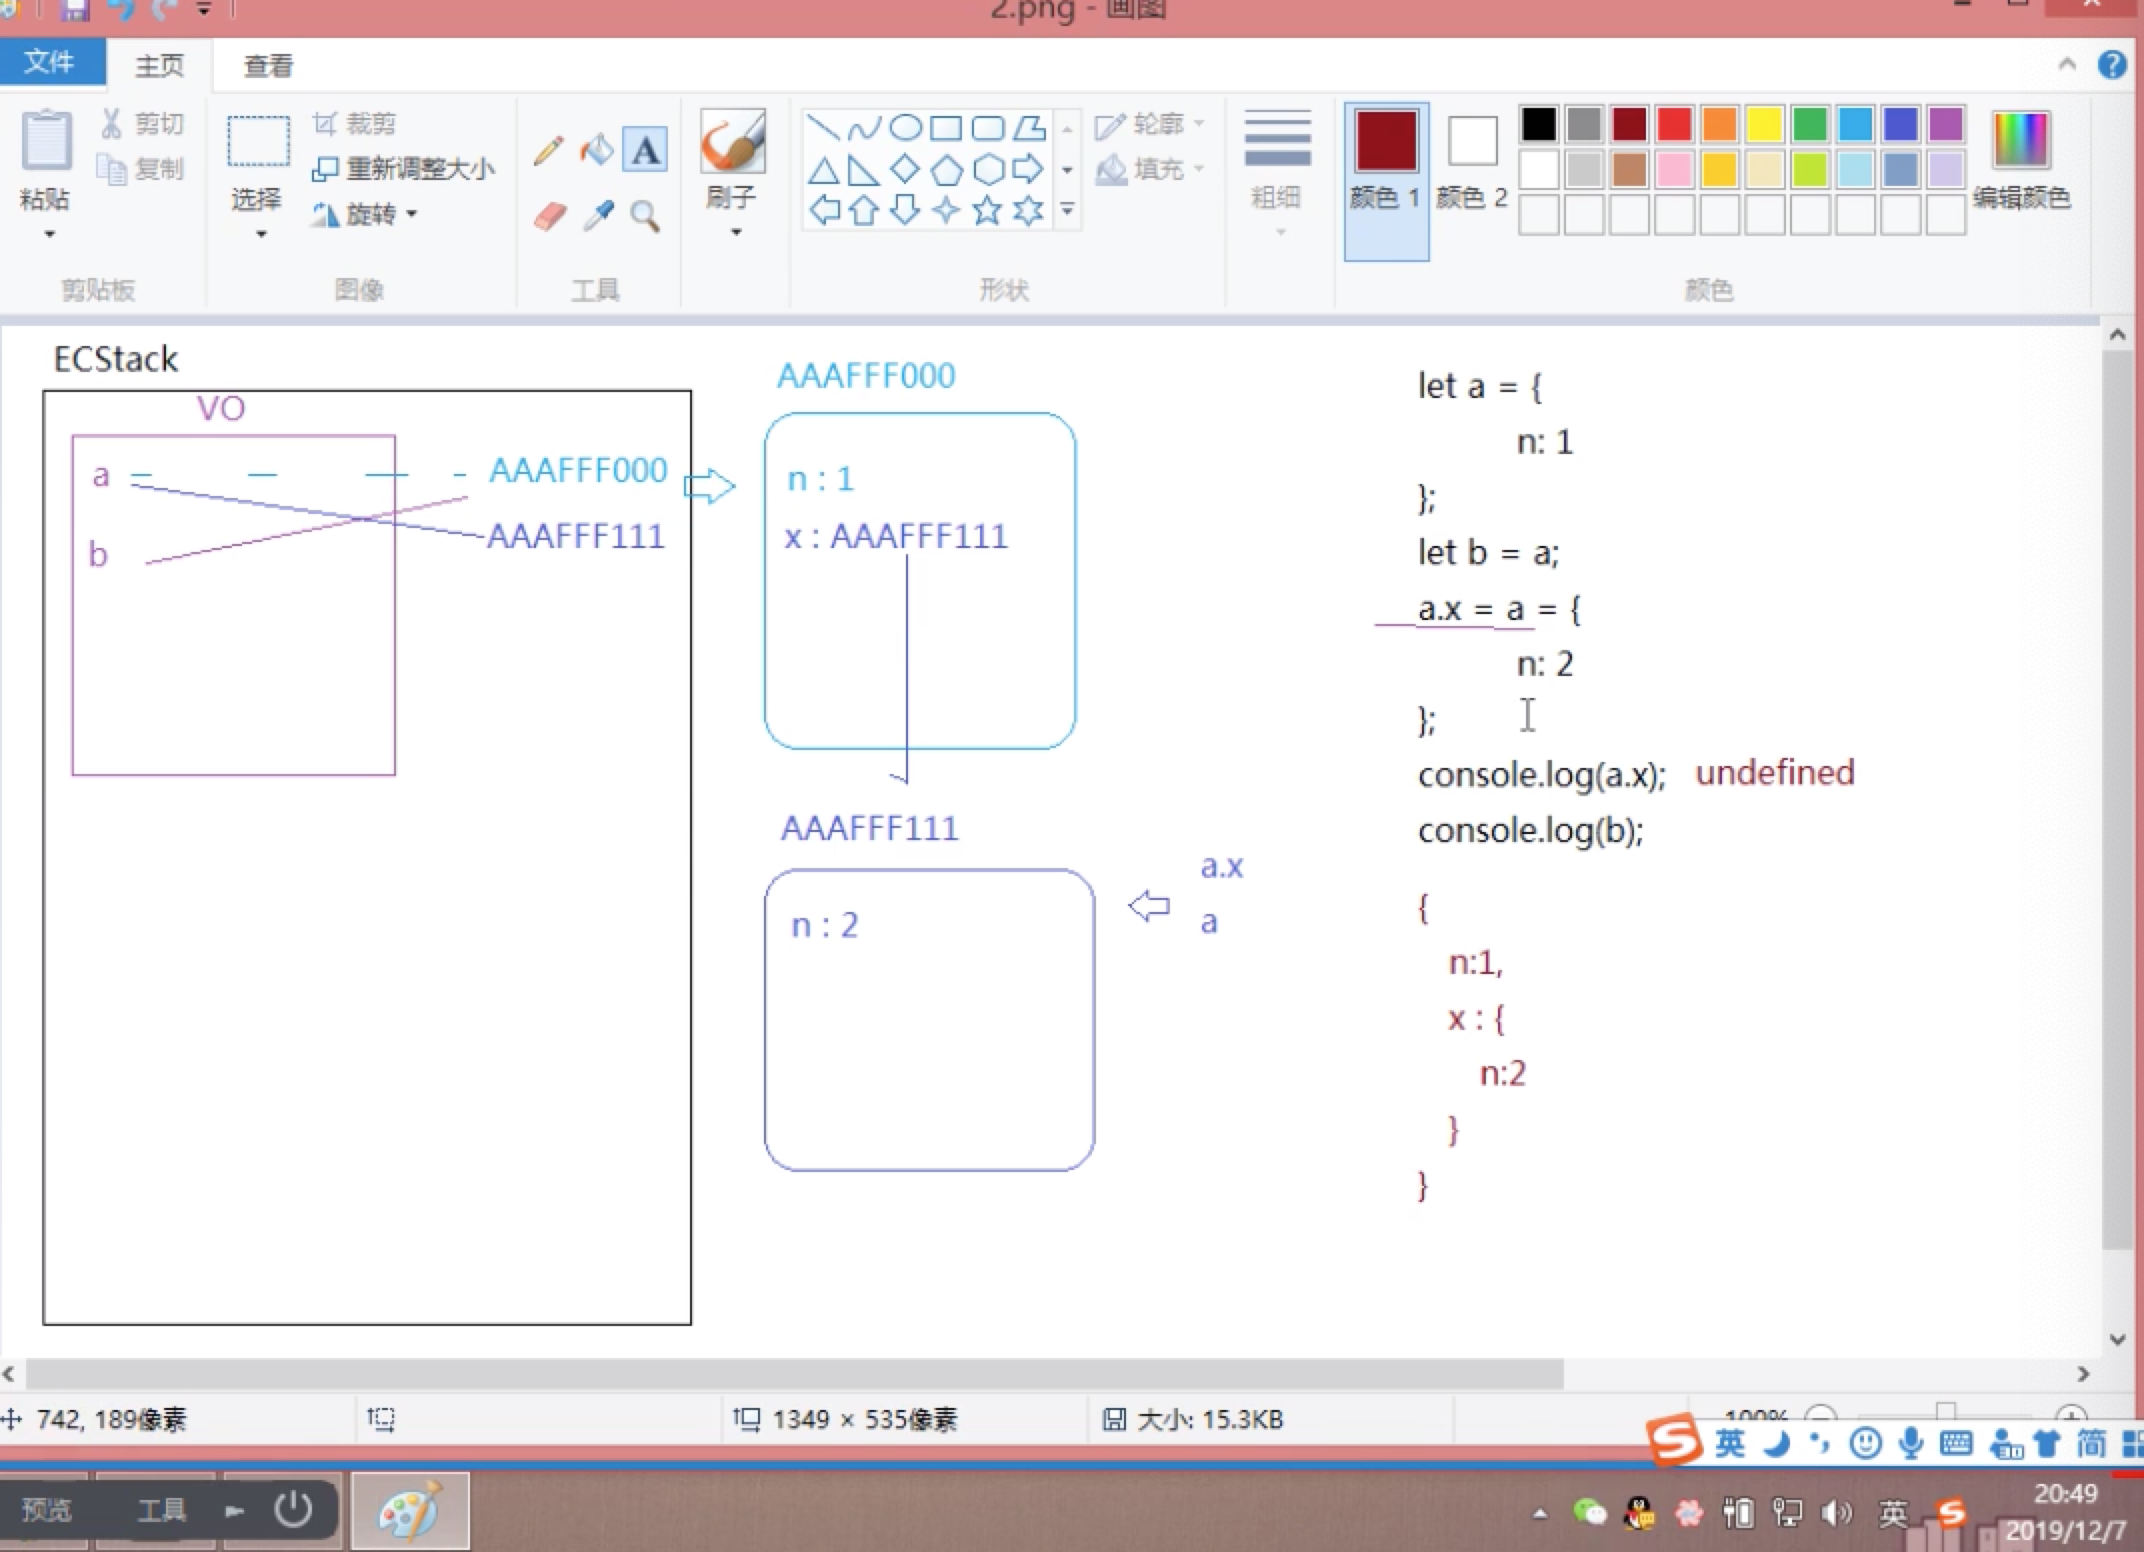 2.png - 画图
文件 主页 查看
剪切
复制
粘贴
剪贴板
裁剪
重新调整大小
旋转
选择
图像
A
工具
刷子
轮廓
填充
形状
粗细
颜色 1
颜色 2
编辑颜色
颜色
ECStack
VO
a
b
AAAFFF000
AAAFFF111
AAAFFF000
n : 1
x : AAAFFF111
AAAFFF111
n : 2
a.x
a
let a = {
n: 1
};
let b = a;
a.x = a = {
n: 2
};
console.log(a.x); undefined
console.log(b);
{
n:1,
x : {
n:2
}
}
742, 189像素
1349 × 535像素
大小: 15.3KB
100%
英
简
预览 工具
英
20:49
2019/12/7